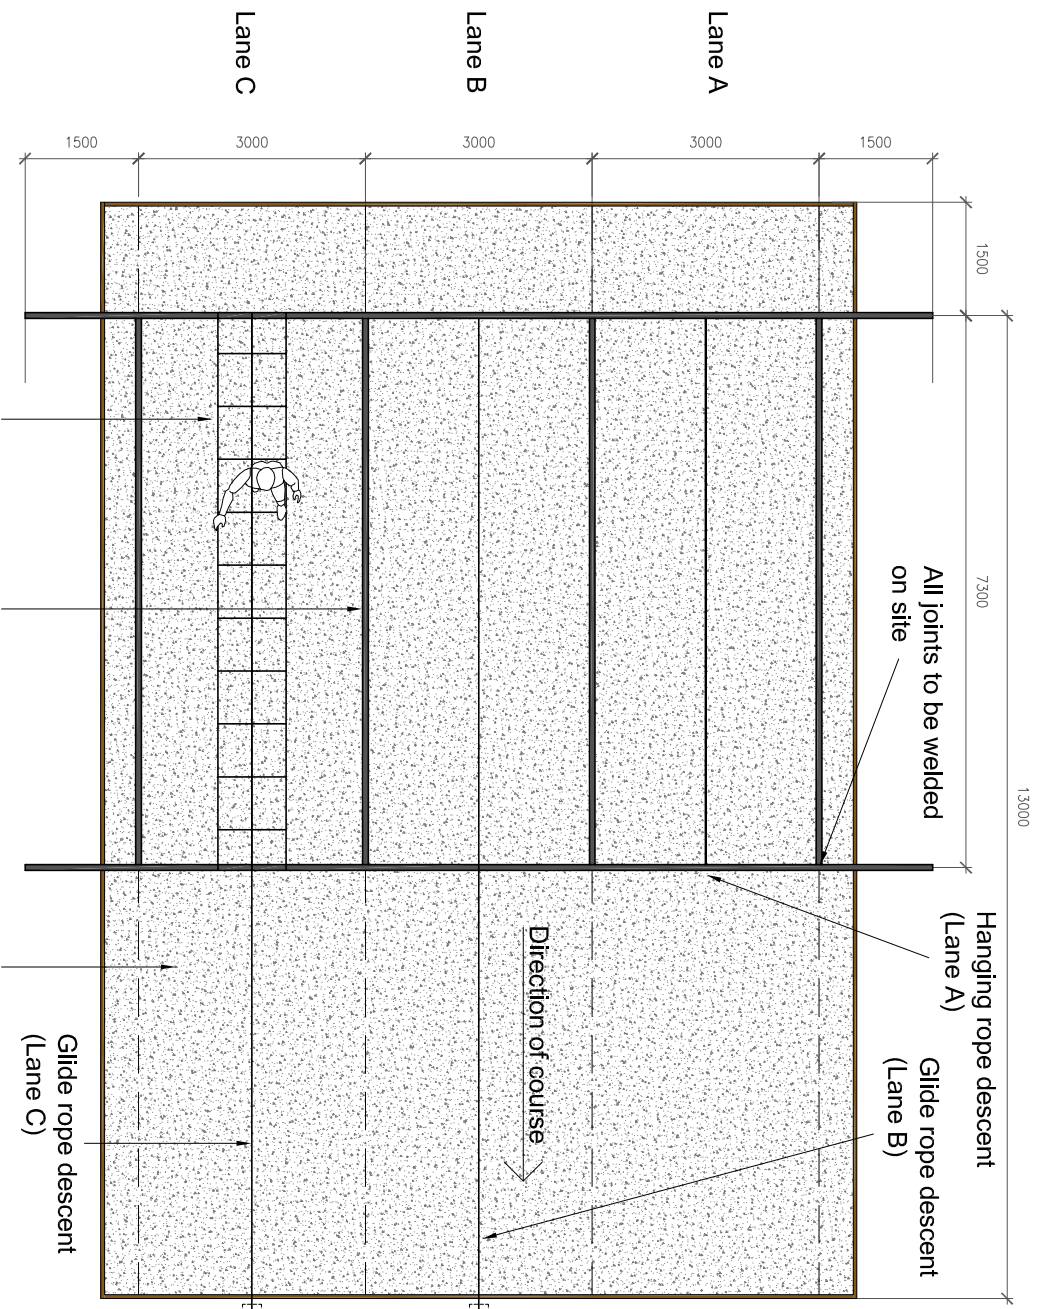 Lane A
Lane B
Lane C
1500
3000
3000
3000
1500
1500
7300
13000
All joints to be welded
on site
Hanging rope descent
(Lane A)
Glide rope descent
(Lane B)
Direction of course
Glide rope descent
(Lane C)